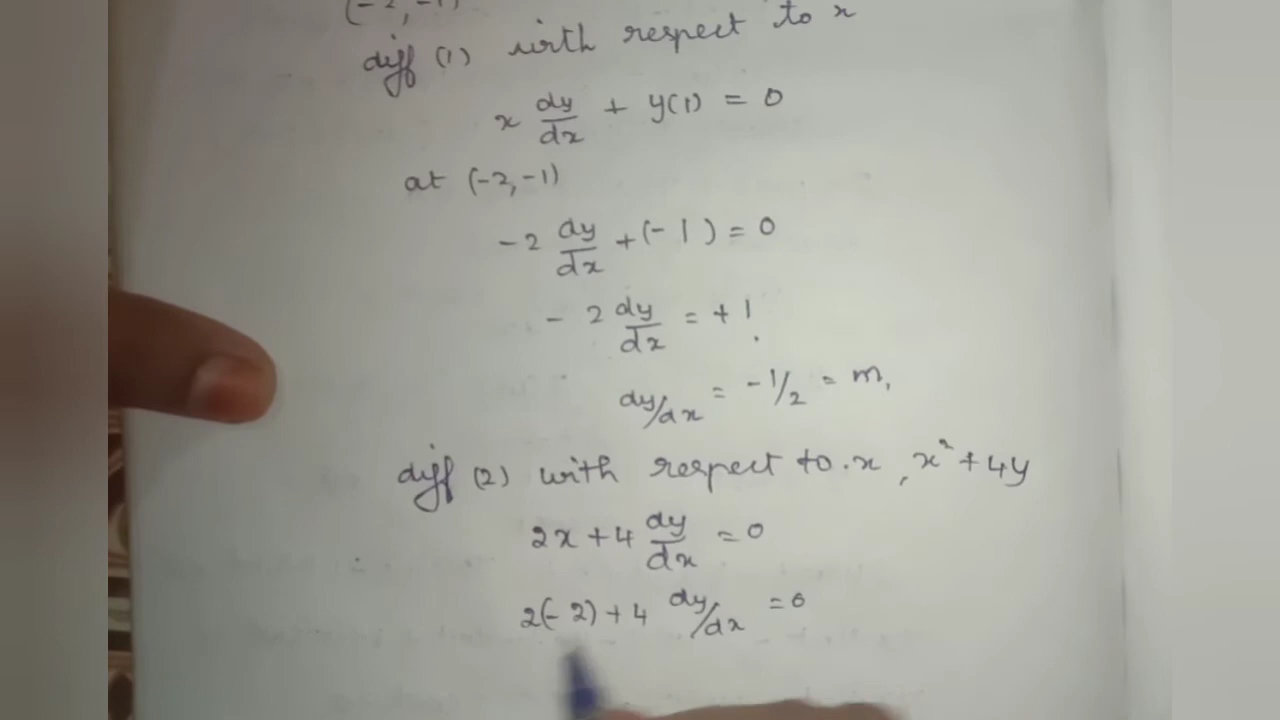 (-2,-1)
diff (1) with respect to x
x dy/dx + y(1) = 0
at (-2,-1)
-2 dy/dx + (-1) = 0
- 2 dy/dx = + 1.
dy/dx = -1/2 = m,
diff (2) with respect to.x , x² + 4y
2x + 4 dy/dx = 0
2(-2) + 4 dy/dx = 0